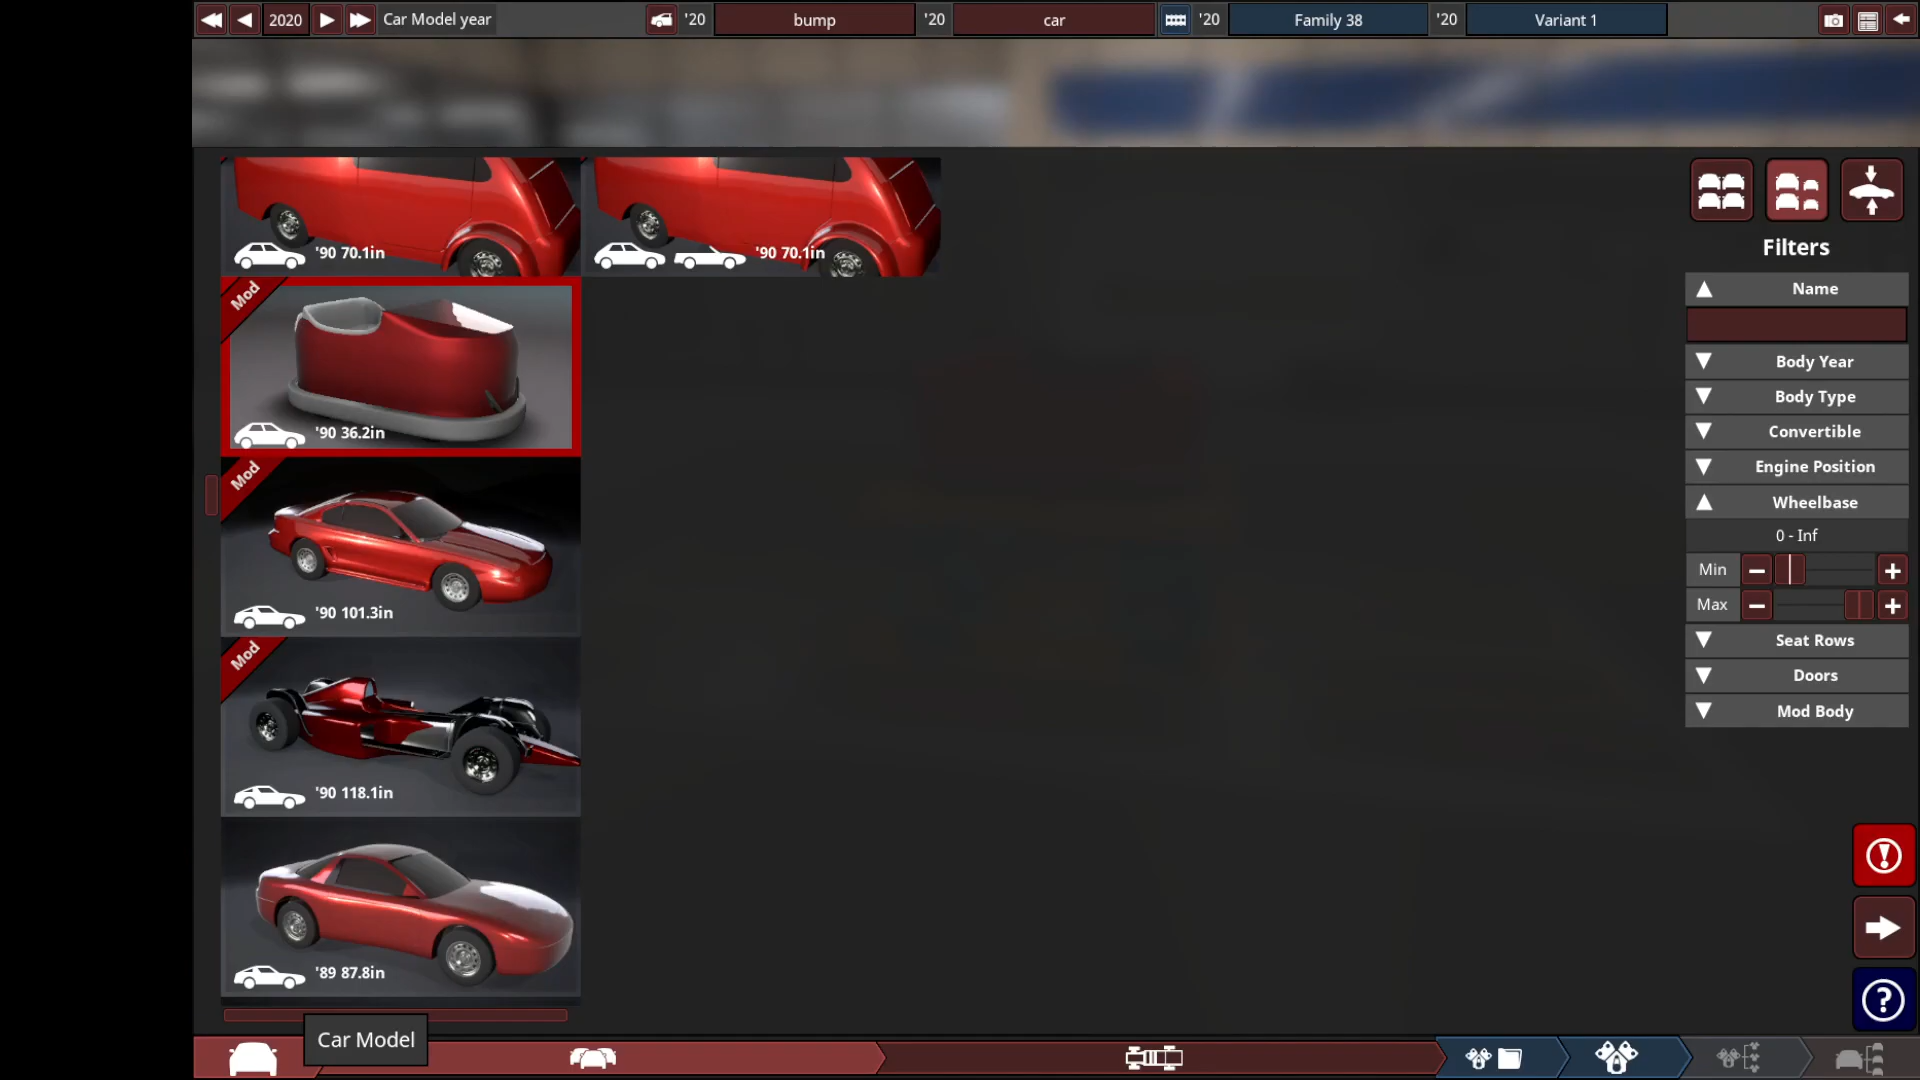 2020
Car Model year
'20
bump
'20
car
'20
Family 38
'20
Variant 1
'90 70.1in
'90 70.1in
Mod
'90 36.2in
Mod
'90 101.3in
Mod
'90 118.1in
'89 87.8in
Filters
Name
Body Year
Body Type
Convertible
Engine Position
Wheelbase
0 - Inf
Min
Max
Seat Rows
Doors
Mod Body
Car Model